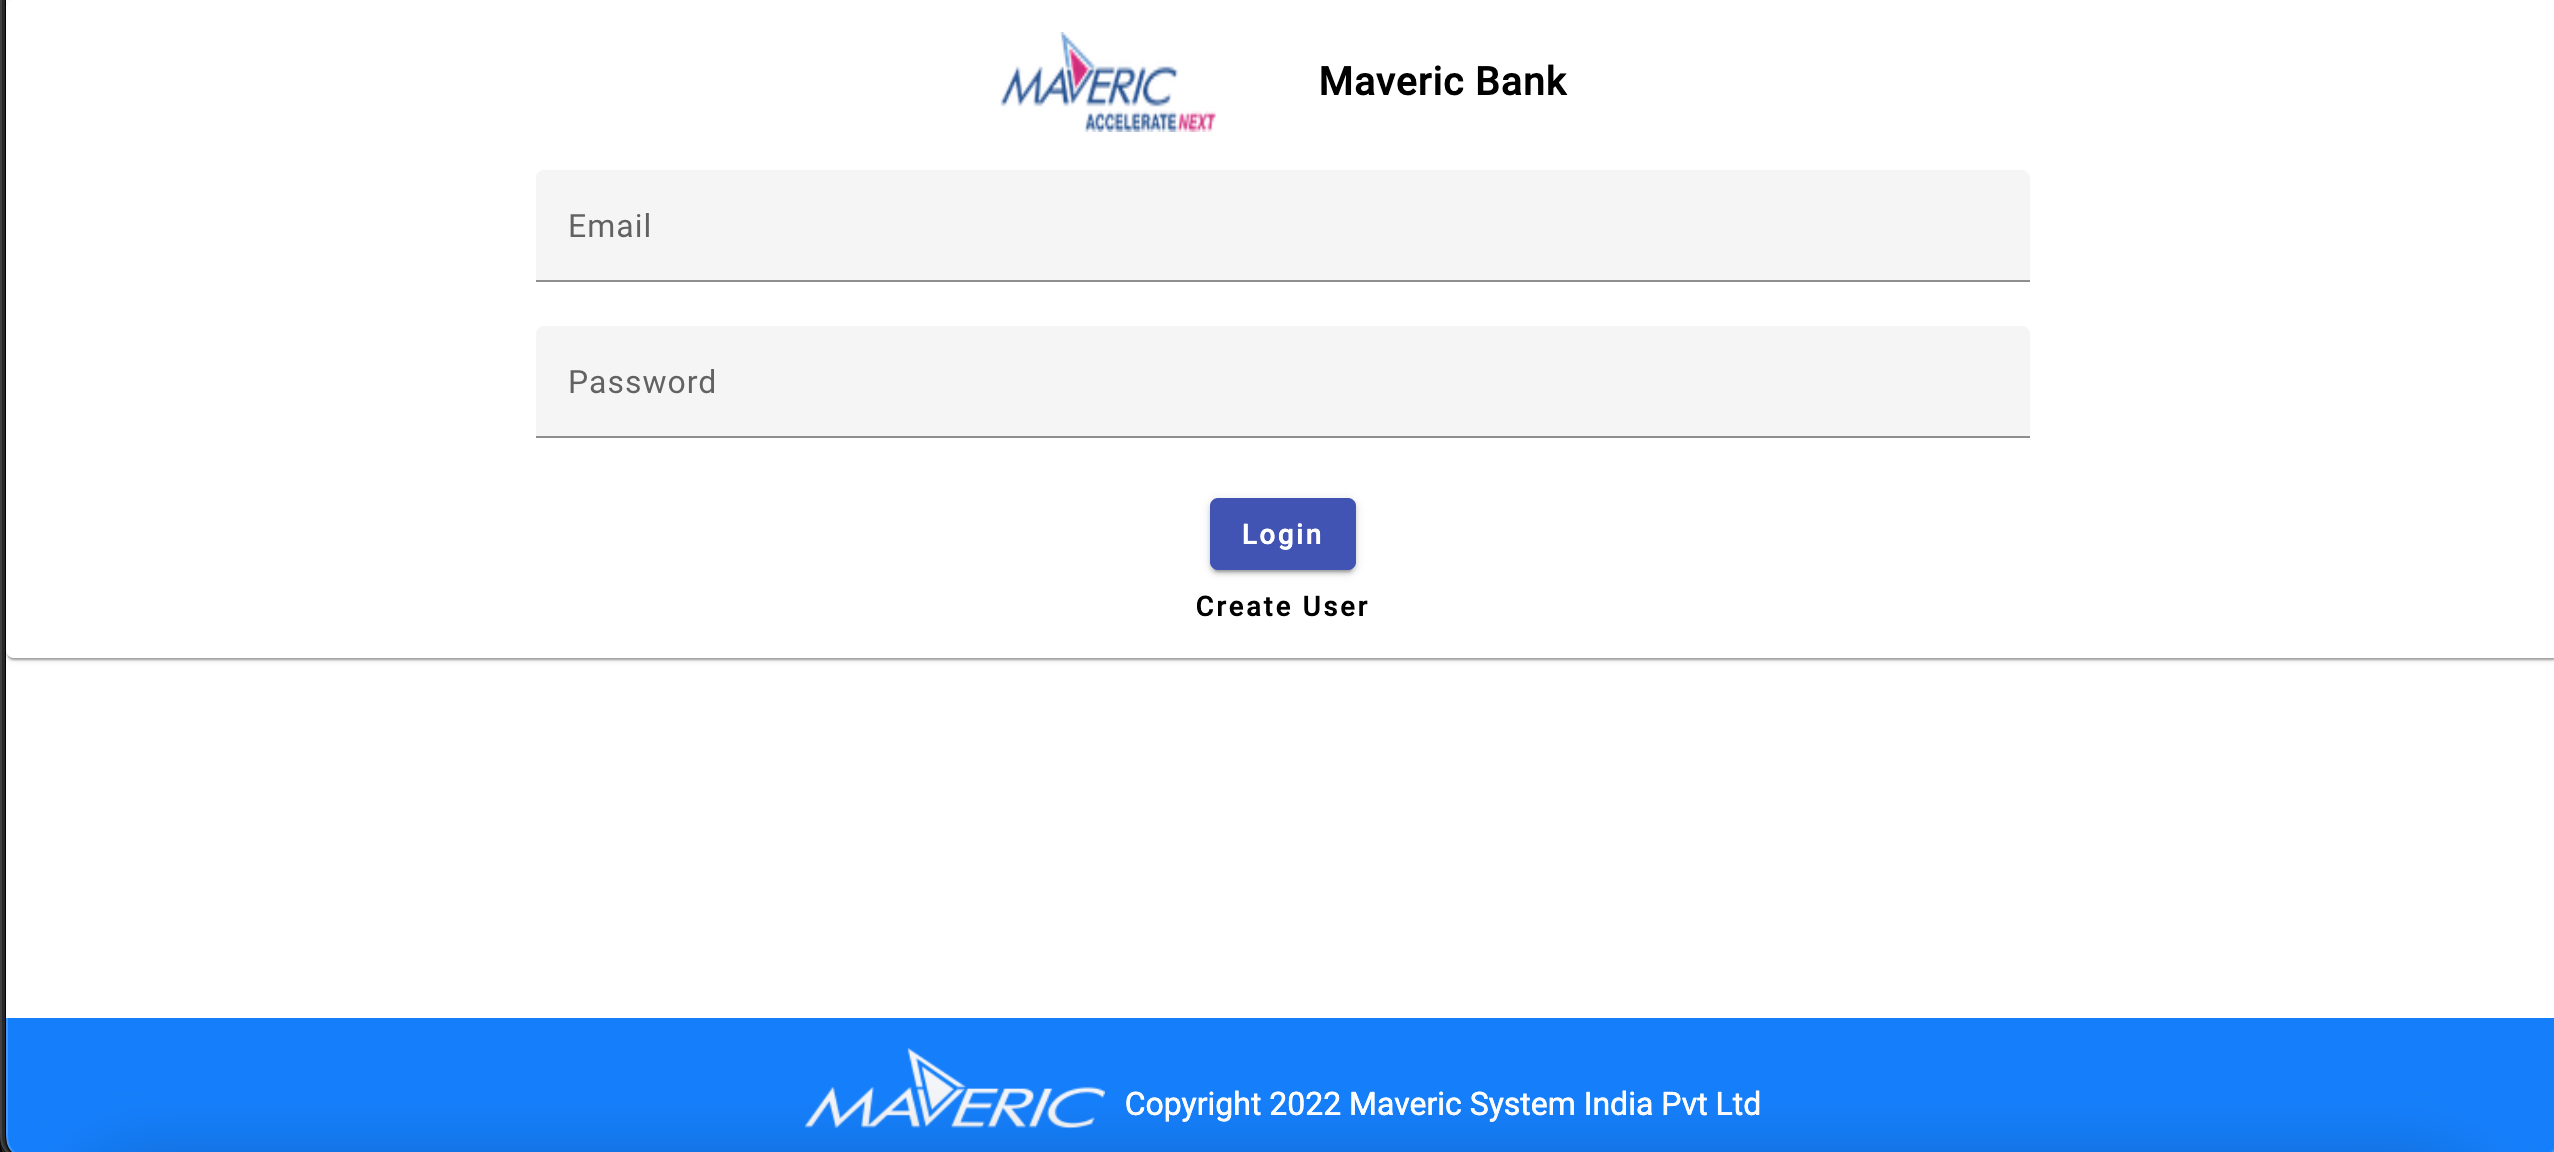 MAVERIC
ACCELERATE NEXT
Maveric Bank
Email
Password
Login
Create User
MAVERIC
Copyright 2022 Maveric System India Pvt Ltd